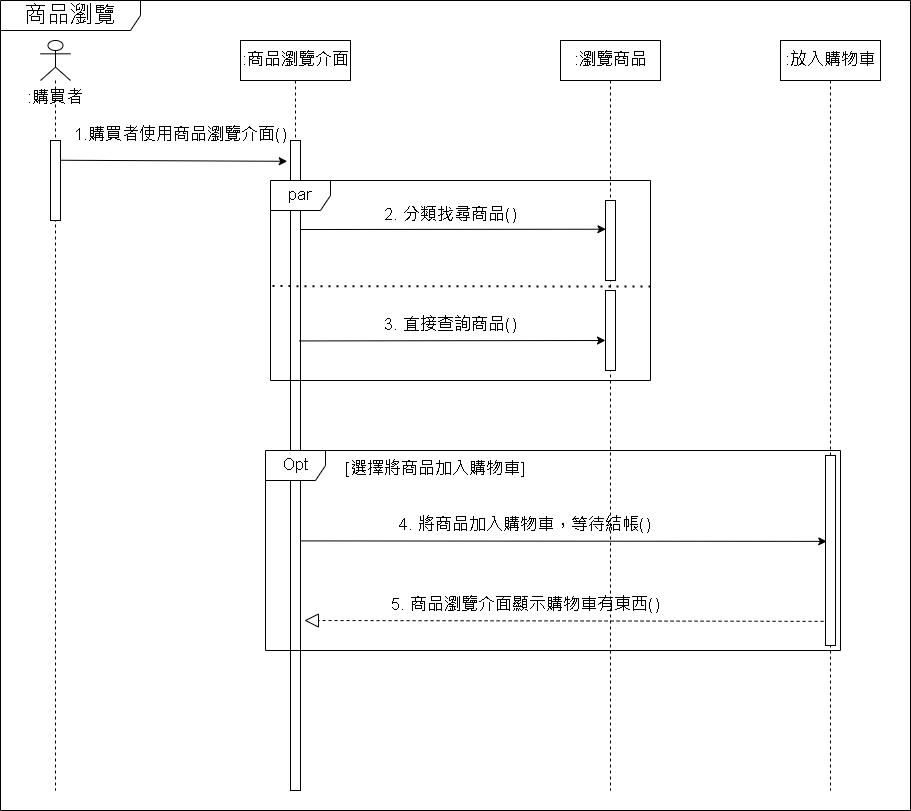 商品瀏覽
:購買者
:商品瀏覽介面
:瀏覽商品
:放入購物車
1.購買者使用商品瀏覽介面()
par
2. 分類找尋商品()
3. 直接查詢商品()
Opt
[選擇將商品加入購物車]
4. 將商品加入購物車，等待結帳()
5. 商品瀏覽介面顯示購物車有東西()